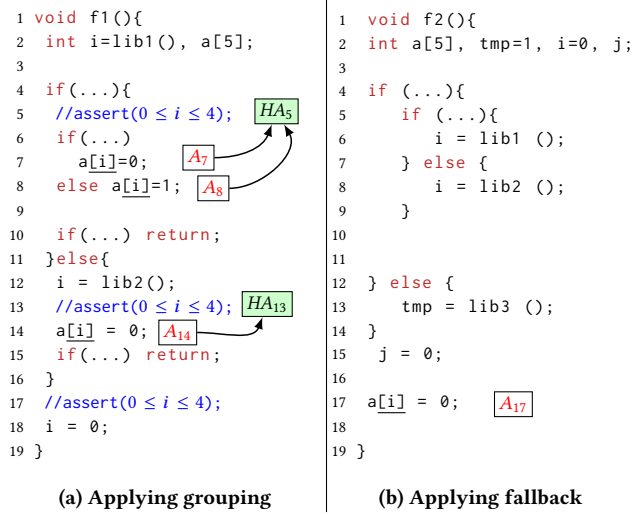 1 void f1(){
2 int i=lib1(), a[5];
3
4 if(...){
5 //assert(0 ≤ i ≤ 4); HA5
6 if(...)
7 a[i]=0; A7
8 else a[i]=1; A8
9
10 if(...) return;
11 }else{
12 i = lib2();
13 //assert(0 ≤ i ≤ 4); HA13
14 a[i] = 0; A14
15 if(...) return;
16 }
17 //assert(0 ≤ i ≤ 4);
18 i = 0;
19 }
(a) Applying grouping
1 void f2(){
2 int a[5], tmp=1, i=0, j;
3
4 if (...){
5 if (...){
6 i = lib1 ();
7 } else {
8 i = lib2 ();
9 }
10
11
12 } else {
13 tmp = lib3 ();
14 }
15 j = 0;
16
17 a[i] = 0; A17
18
19 }
(b) Applying fallback